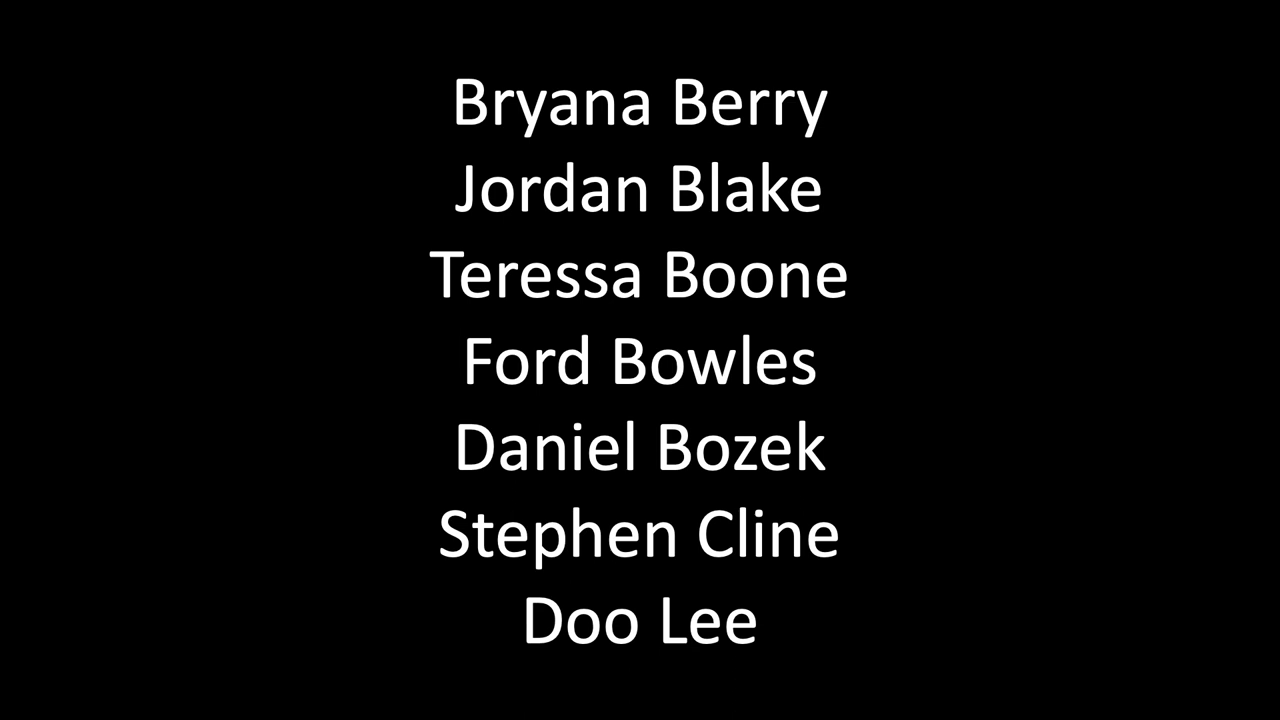 Bryana Berry
Jordan Blake
Teressa Boone
Ford Bowles
Daniel Bozek
Stephen Cline
Doo Lee